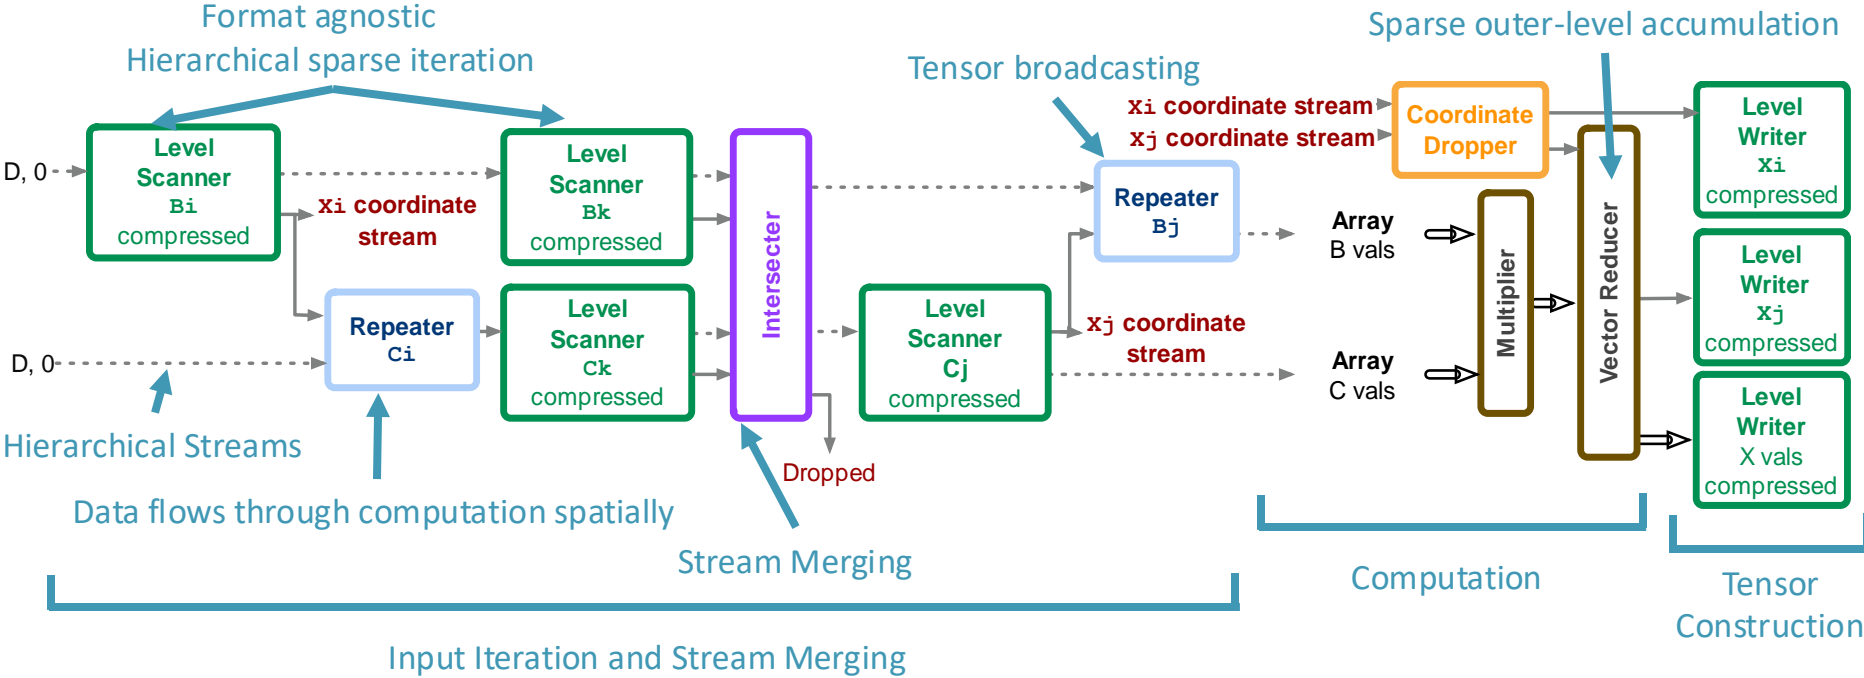 Format agnostic
Hierarchical sparse iteration
Sparse outer-level accumulation
Tensor broadcasting
D, 0
Level
Scanner
Bi
compressed
Xi coordinate
stream
Level
Scanner
Bk
compressed
D, 0
Repeater
Ci
Level
Scanner
Ck
compressed
Intersecter
Dropped
Level
Scanner
Cj
compressed
Xj coordinate
stream
Repeater
Bj
Xi coordinate stream
Xj coordinate stream
Coordinate
Dropper
Array
B vals
Array
C vals
Multiplier
Vector Reducer
Level
Writer
Xi
compressed
Level
Writer
Xj
compressed
Level
Writer
X vals
compressed
Hierarchical Streams
Data flows through computation spatially
Stream Merging
Input Iteration and Stream Merging
Computation
Tensor
Construction